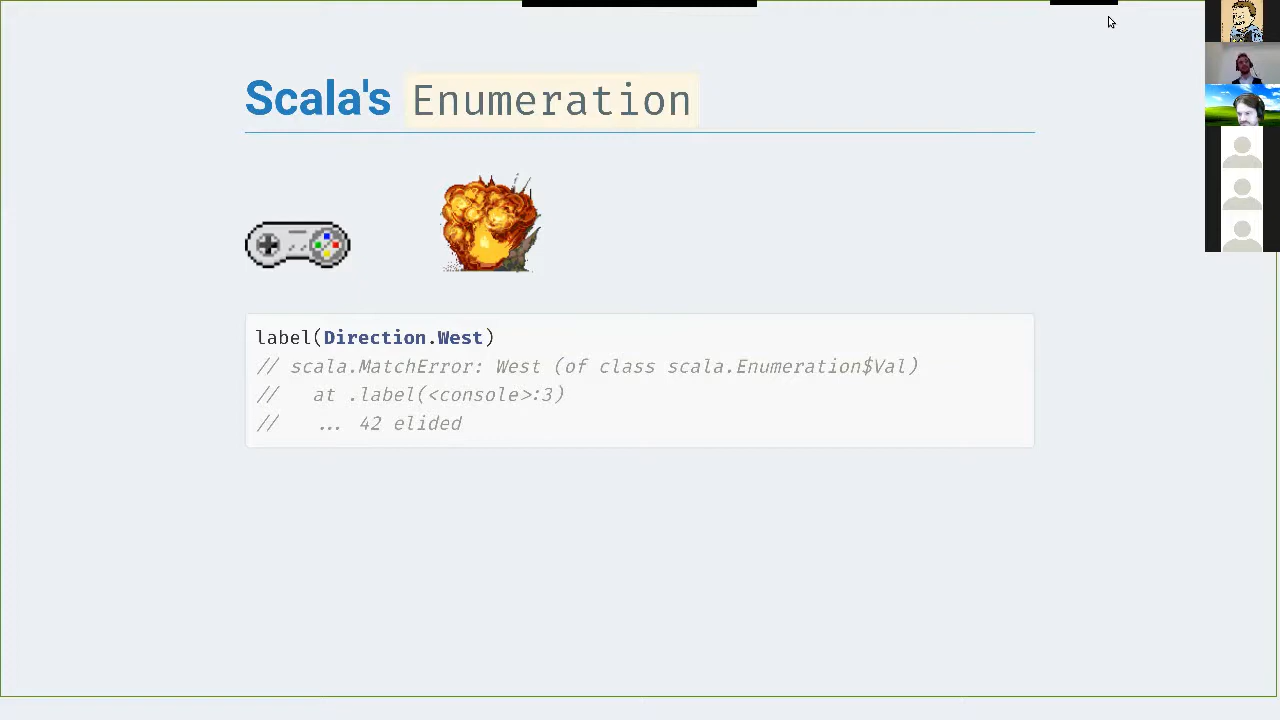 Scala's Enumeration
label(Direction.West)
// scala.MatchError: West (of class scala.Enumeration$Val)
//   at .label(<console>:3)
//   ... 42 elided